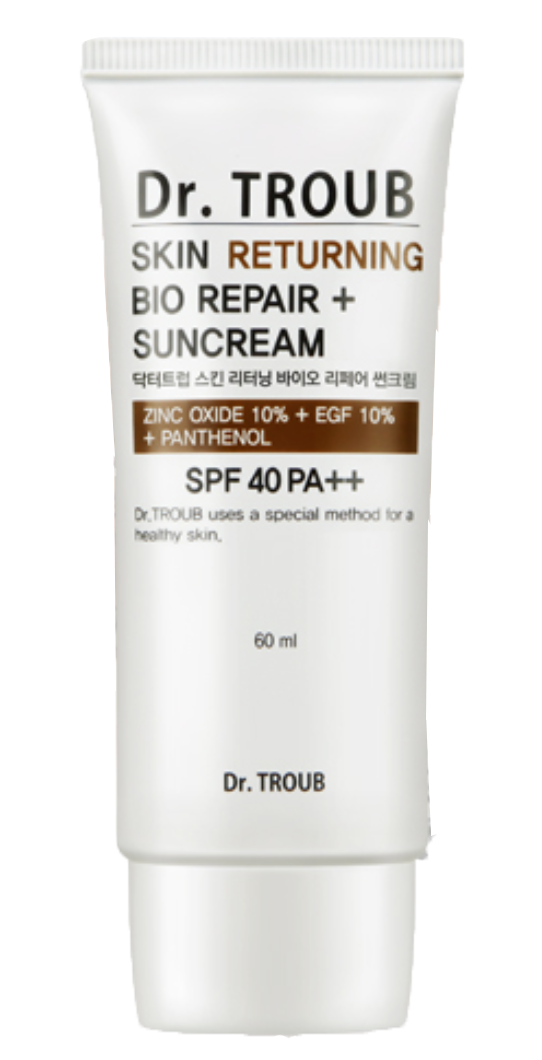 Dr. TROUB
SKIN RETURNING
BIO REPAIR +
SUNCREAM
닥터트럽 스킨 리터닝 바이오 리페어 썬크림
ZINC OXIDE 10% + EGF 10%
+ PANTHENOL
SPF 40 PA++
Dr.TROUB uses a special method for a
healthy skin.
60 ml
Dr. TROUB